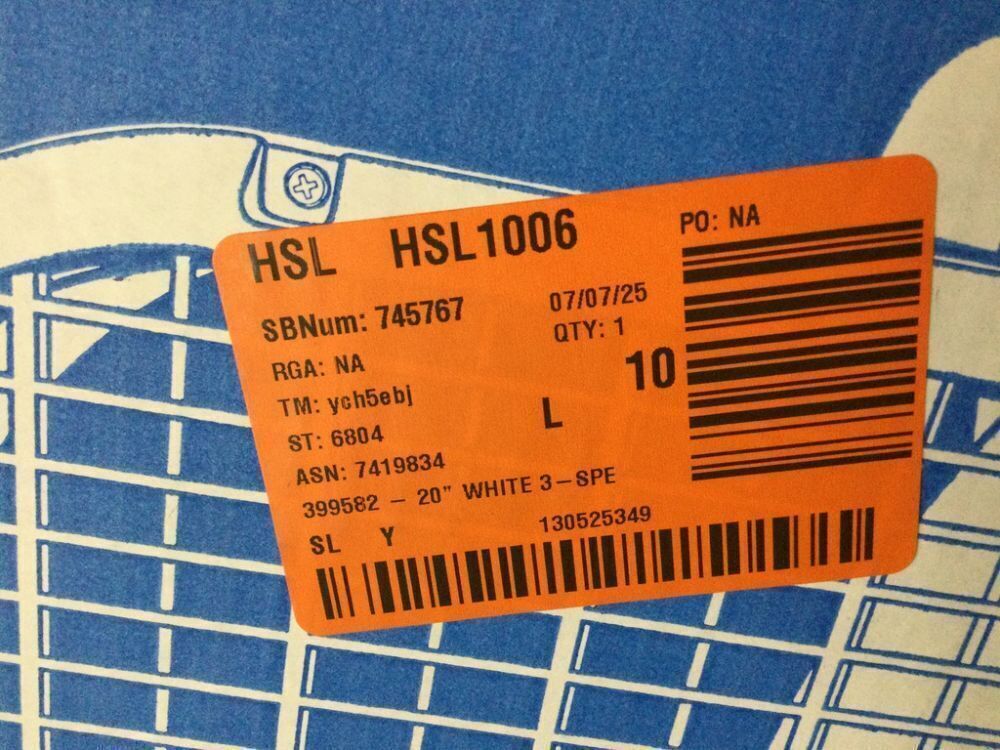 HSL HSL1006
PO: NA
SBNum: 745767
07/07/25
QTY: 1
RGA: NA
10
TM: ych5ebj
L
ST: 6804
ASN: 7419834
399582 - 20" WHITE 3-SPE
SL Y
130525349